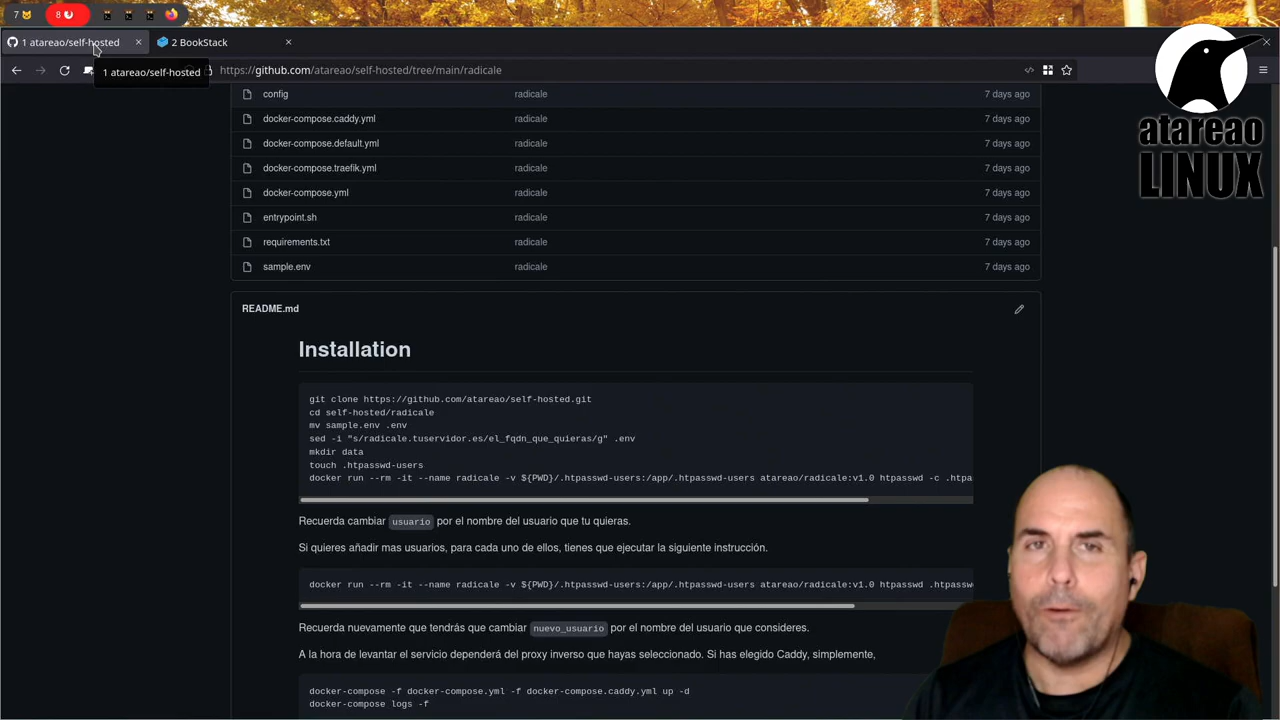 7
8
1 atareao/self-hosted
2 BookStack
https://github.com/atareao/self-hosted/tree/main/radicale
1 atareao/self-hosted
atareao
LINUX
config radicale 7 days ago
docker-compose.caddy.yml radicale 7 days ago
docker-compose.default.yml radicale 7 days ago
docker-compose.traefik.yml radicale 7 days ago
docker-compose.yml radicale 7 days ago
entrypoint.sh radicale 7 days ago
requirements.txt radicale 7 days ago
sample.env radicale 7 days ago
README.md
Installation
git clone https://github.com/atareao/self-hosted.git
cd self-hosted/radicale
mv sample.env .env
sed -i "s/radicale.tuservidor.es/el_fqdn_que_quieras/g" .env
mkdir data
touch .htpasswd-users
docker run --rm -it --name radicale -v ${PWD}/.htpasswd-users:/app/.htpasswd-users atareao/radicale:v1.0 htpasswd -c .htpa
Recuerda cambiar usuario por el nombre del usuario que tu quieras.
Si quieres añadir mas usuarios, para cada uno de ellos, tienes que ejecutar la siguiente instrucción.
docker run --rm -it --name radicale -v ${PWD}/.htpasswd-users:/app/.htpasswd-users atareao/radicale:v1.0 htpasswd .htpasw
Recuerda nuevamente que tendrás que cambiar nuevo_usuario por el nombre del usuario que consideres.
A la hora de levantar el servicio dependerá del proxy inverso que hayas seleccionado. Si has elegido Caddy, simplemente,
docker-compose -f docker-compose.yml -f docker-compose.caddy.yml up -d
docker-compose logs -f